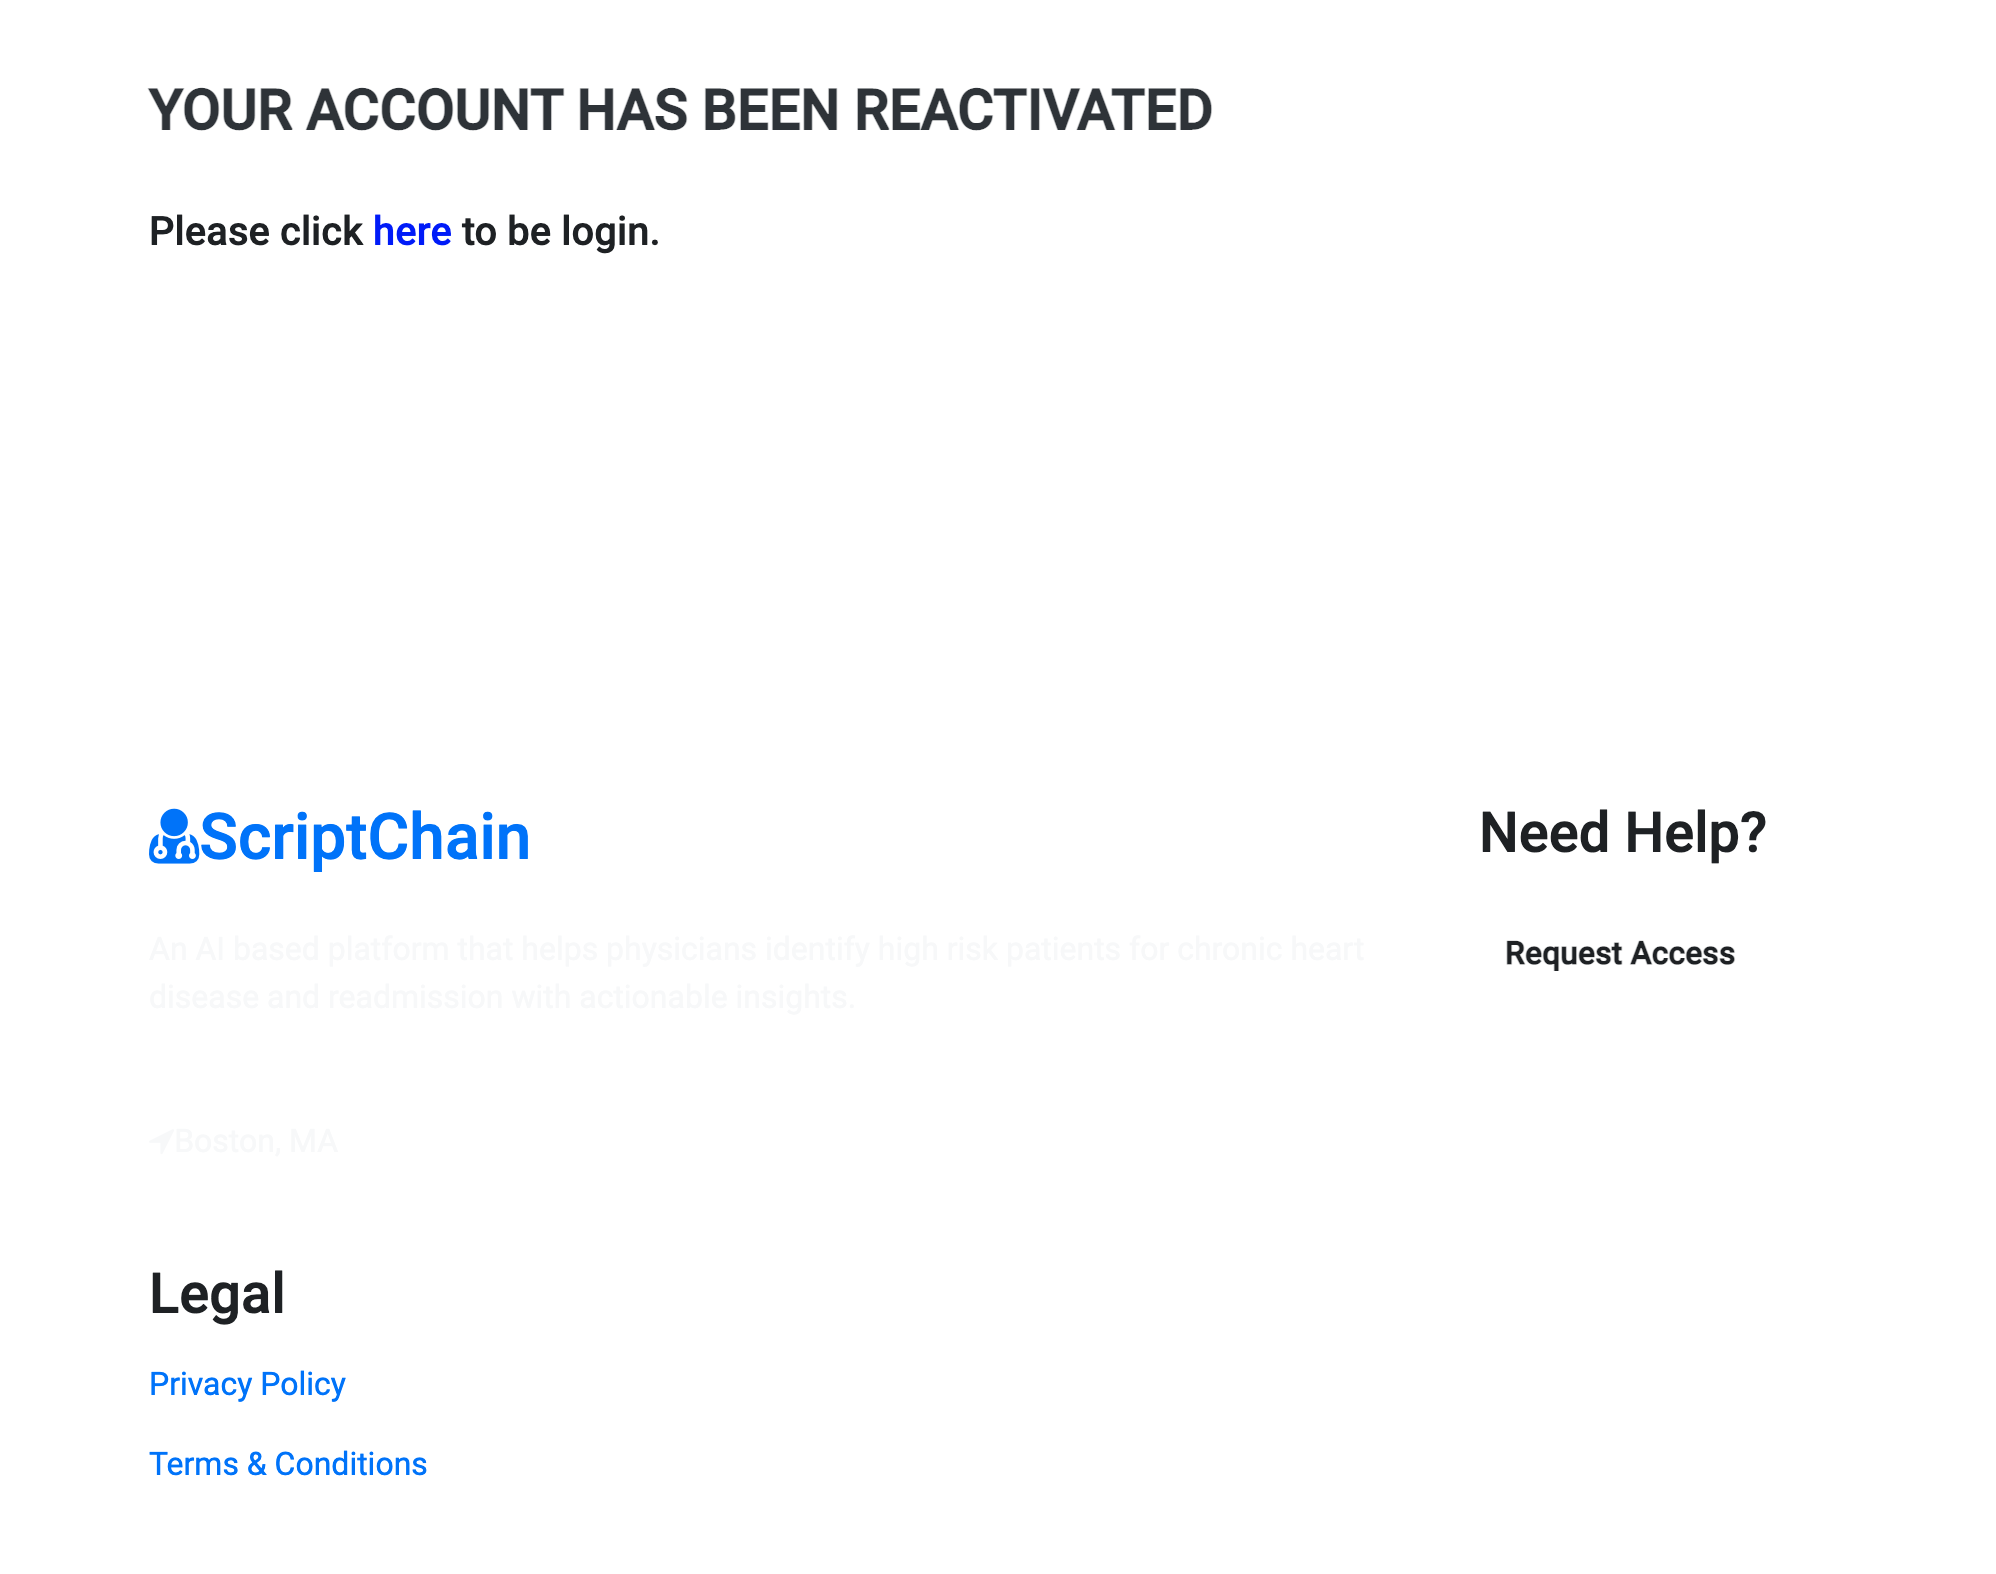 YOUR ACCOUNT HAS BEEN REACTIVATED
Please click here to be login.
ScriptChain
An AI based platform that helps physicians identify high risk patients for chronic heart
disease and readmission with actionable insights.
Boston, MA
Need Help?
Request Access
Legal
Privacy Policy
Terms & Conditions